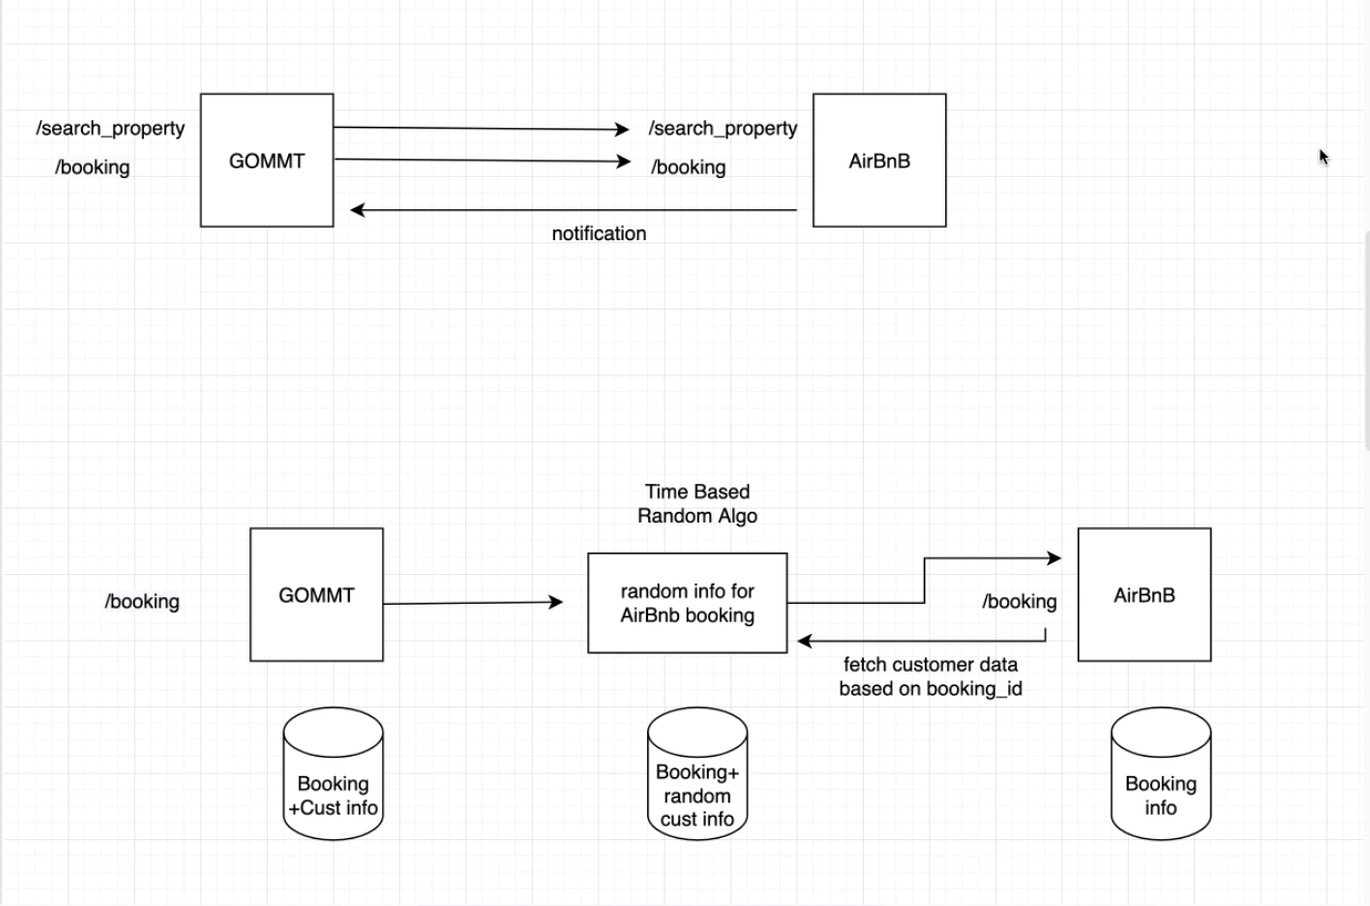 /search_property
/booking
GOMMT
/search_property
/booking
AirBnB
notification
Time Based
Random Algo
/booking
GOMMT
random info for
AirBnb booking
/booking
AirBnB
fetch customer data
based on booking_id
Booking
+Cust info
Booking+
random
cust info
Booking
info